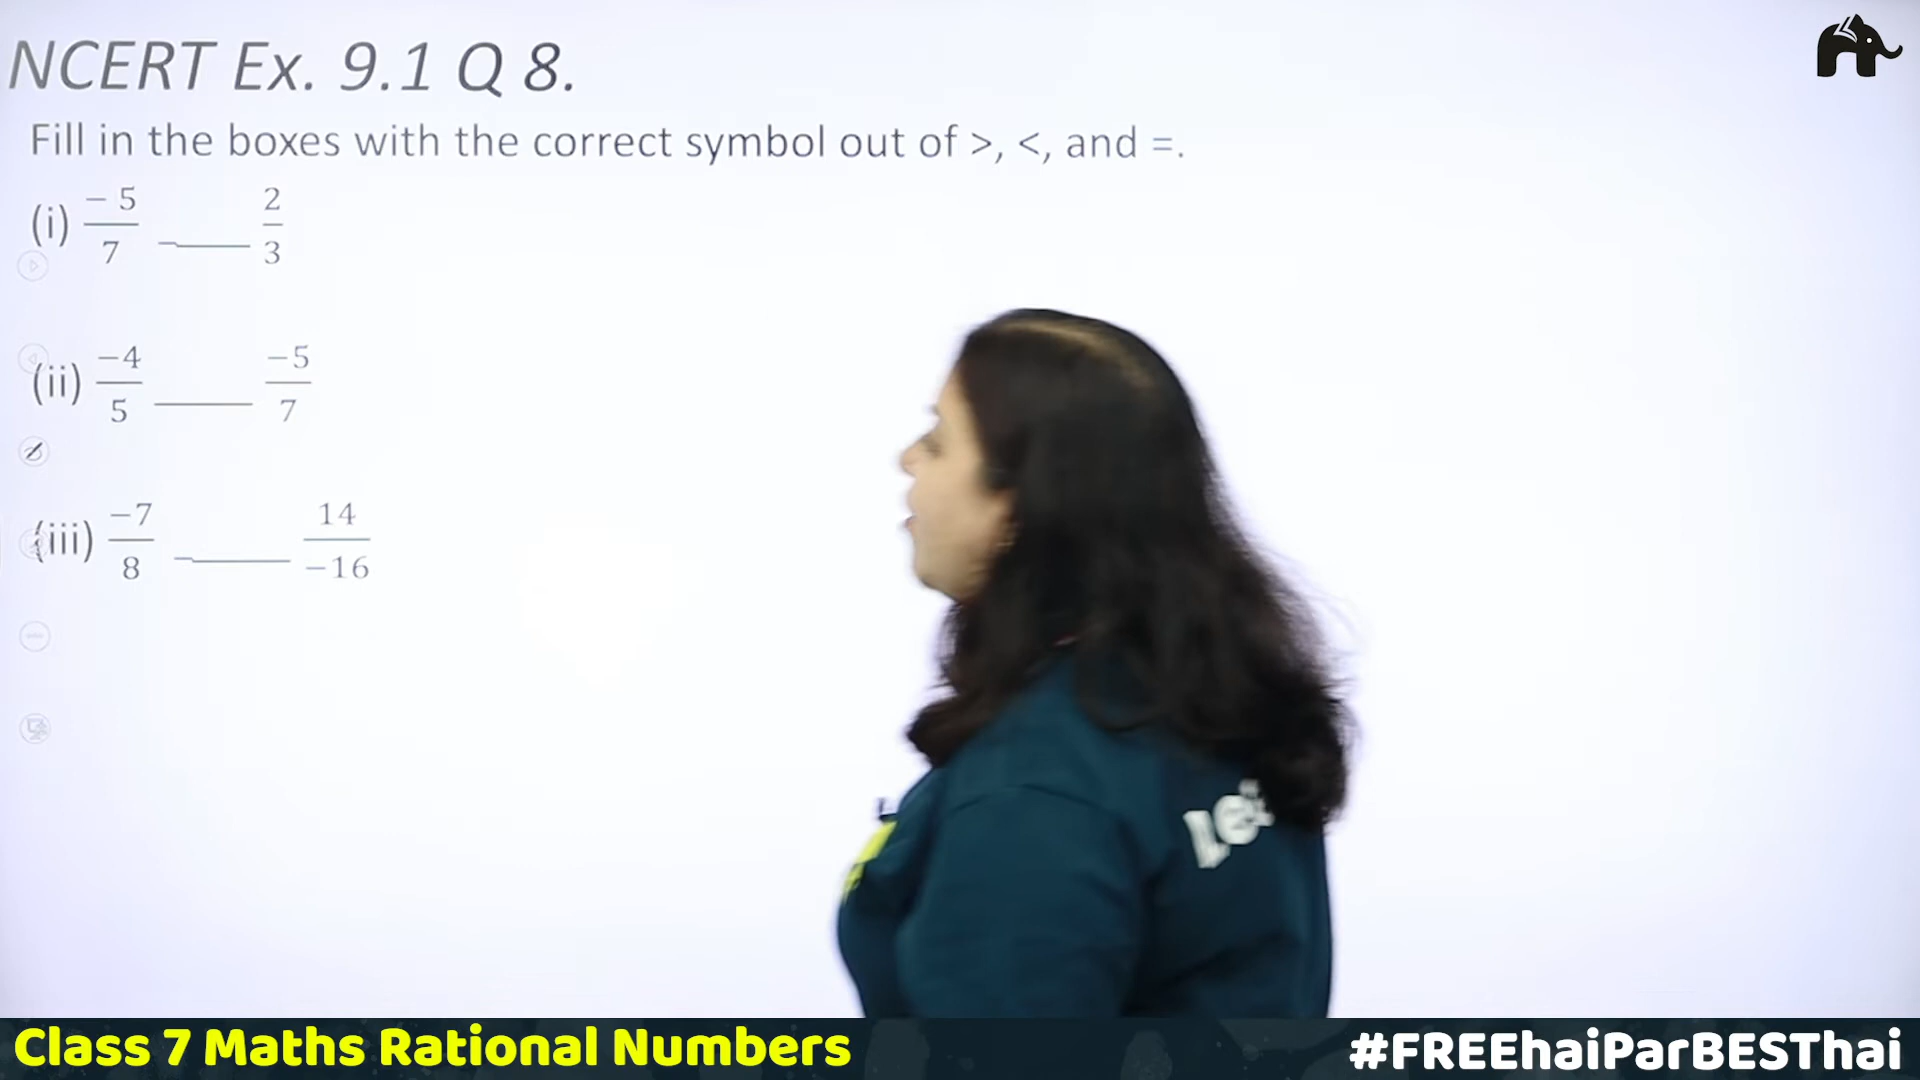 NCERT Ex. 9.1 Q 8.
Fill in the boxes with the correct symbol out of >, <, and =.
(i) −5/7 ____ 2/3
(ii) −4/5 ____ −5/7
(iii) −7/8 ____ 14/−16
Class 7 Maths Rational Numbers
#FREEhaiParBESThai